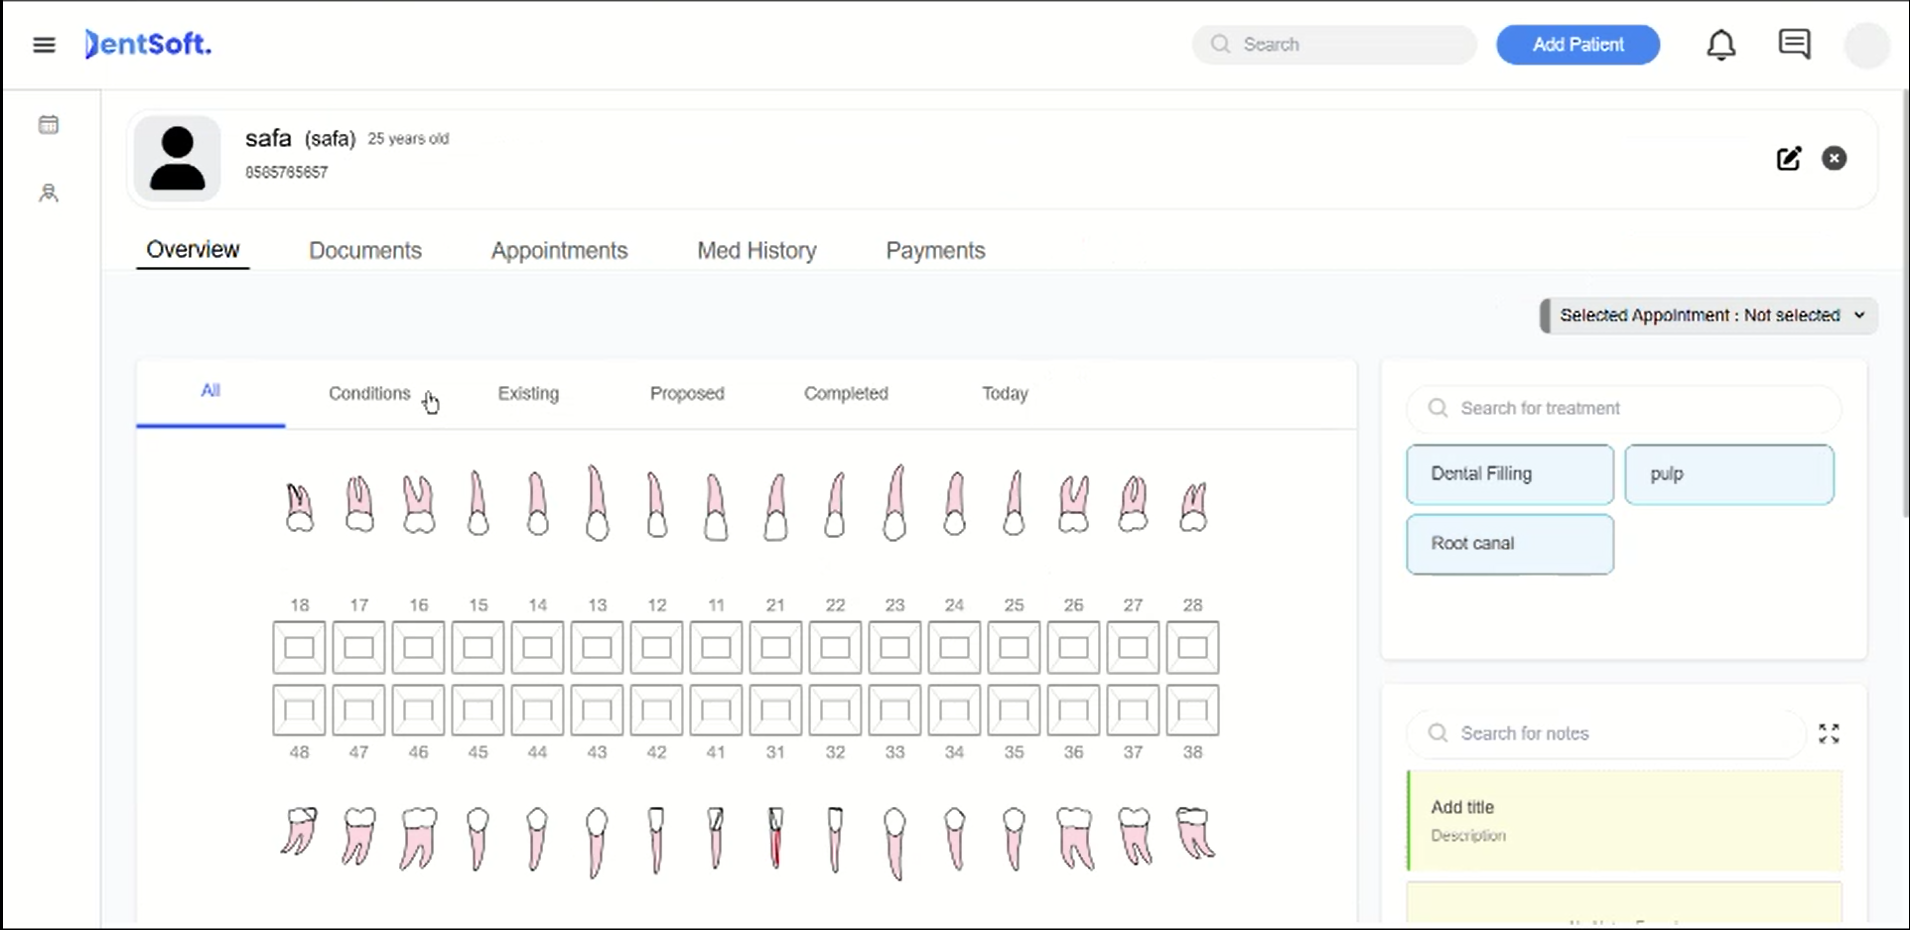 DentSoft.
Search
Add Patient
safa (safa) 25 years old
8585765657
Overview
Documents
Appointments
Med History
Payments
Selected Appointment : Not selected
All
Conditions
Existing
Proposed
Completed
Today
Search for treatment
Dental Filling
pulp
Root canal
18 17 16 15 14 13 12 11 21 22 23 24 25 26 27 28
48 47 46 45 44 43 42 41 31 32 33 34 35 36 37 38
Search for notes
Add title
Description